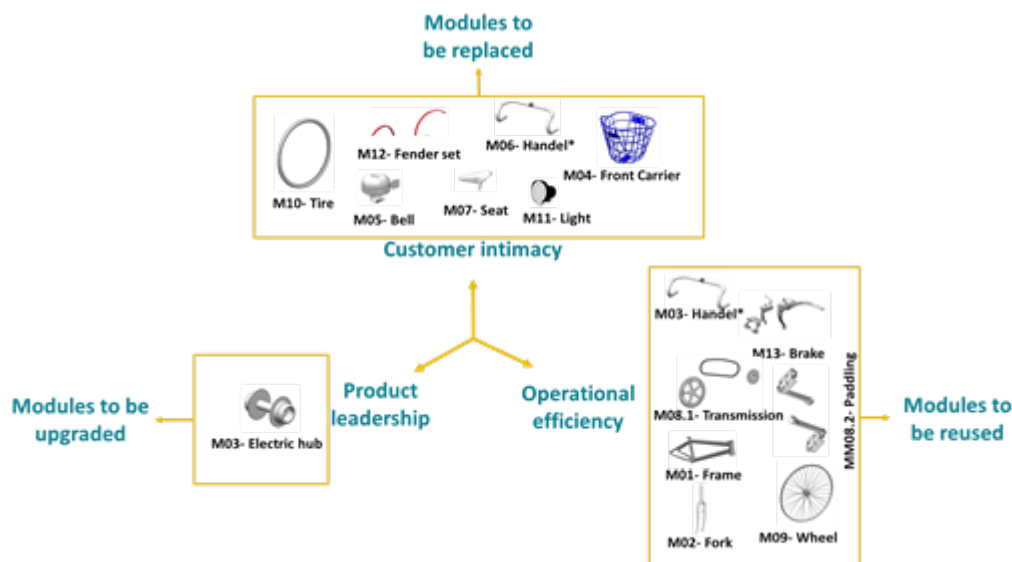 Modules to
be replaced
M12- Fender set
M06- Handel*
M04- Front Carrier
M10- Tire
M05- Bell
M07- Seat
M11- Light
Customer intimacy
Product
leadership
Operational
efficiency
Modules to be
upgraded
M03- Electric hub
M03- Handel*
M13- Brake
M08.1- Transmission
MM08.2- Paddling
M01- Frame
M02- Fork
M09- Wheel
Modules to
be reused